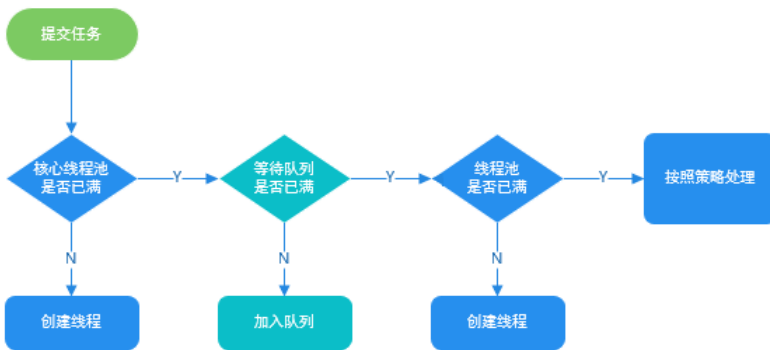 提交任务
核心线程池
是否已满
Y
等待队列
是否已满
Y
线程池
是否已满
Y
按照策略处理
N
N
N
创建线程
加入队列
创建线程